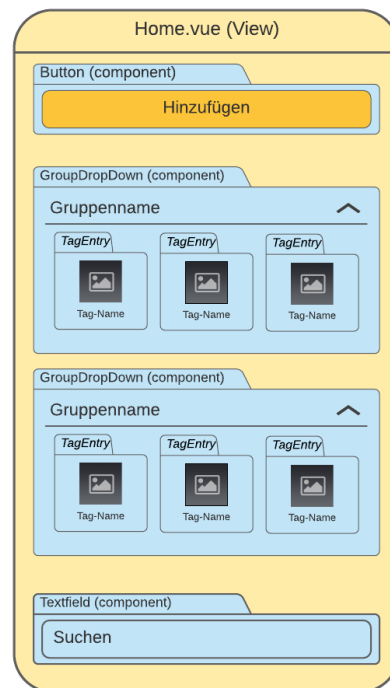 Home.vue (View)
Button (component)
Hinzufügen
GroupDropDown (component)
Gruppenname
TagEntry TagEntry TagEntry
Tag-Name Tag-Name Tag-Name
GroupDropDown (component)
Gruppenname
TagEntry TagEntry TagEntry
Tag-Name Tag-Name Tag-Name
Textfield (component)
Suchen